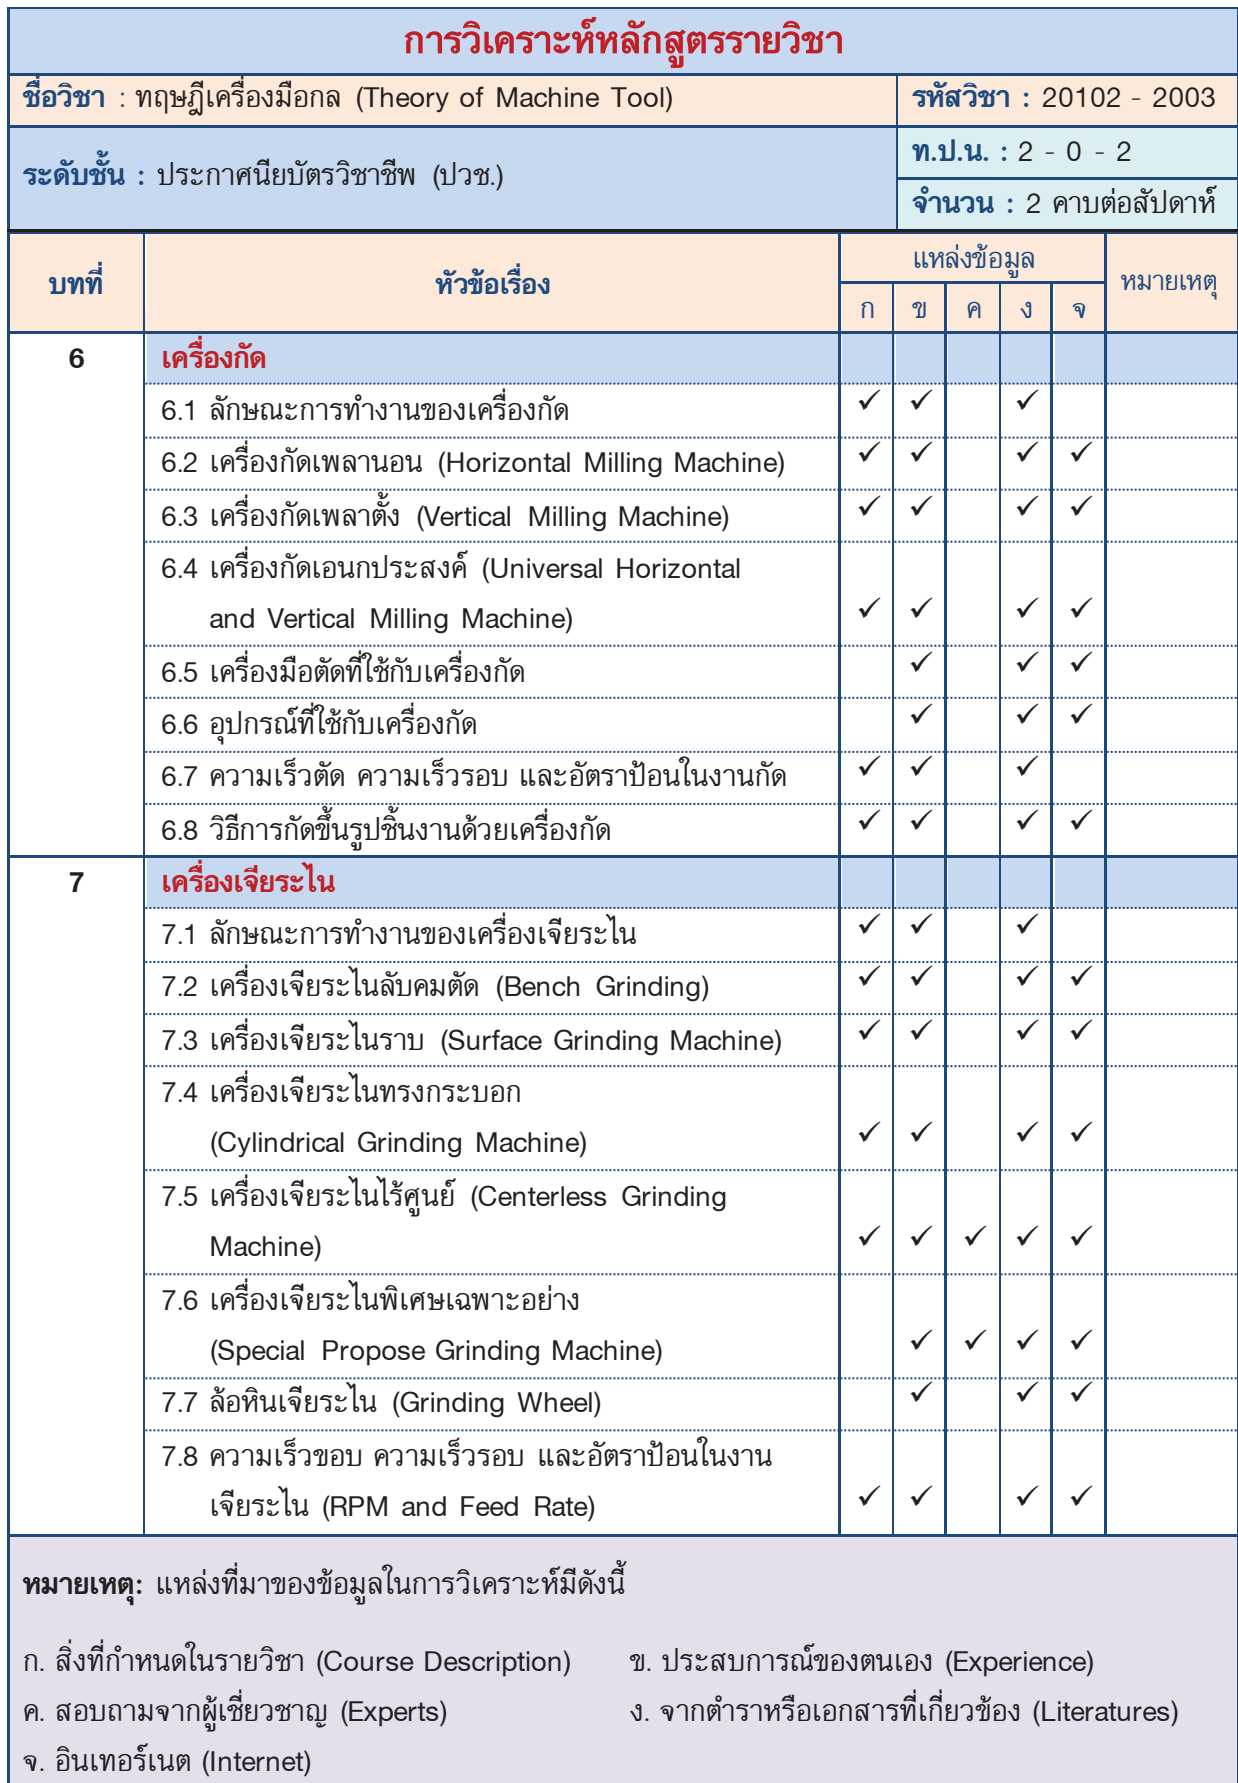 การวิเคราะห์หลักสูตรรายวิชา
ชื่อวิชา : ทฤษฎีเครื่องมือกล (Theory of Machine Tool) รหัสวิชา : 20102 - 2003
ระดับชั้น : ประกาศนียบัตรวิชาชีพ (ปวช.) ท.ป.น. : 2 - 0 - 2
จำนวน : 2 คาบต่อสัปดาห์
บทที่ หัวข้อเรื่อง แหล่งข้อมูล หมายเหตุ
ก ข ค ง จ
6 เครื่องกัด
6.1 ลักษณะการทำงานของเครื่องกัด ✓ ✓ ✓
6.2 เครื่องกัดเพลานอน (Horizontal Milling Machine) ✓ ✓ ✓ ✓
6.3 เครื่องกัดเพลาตั้ง (Vertical Milling Machine) ✓ ✓ ✓ ✓
6.4 เครื่องกัดเอนกประสงค์ (Universal Horizontal
and Vertical Milling Machine) ✓ ✓ ✓ ✓
6.5 เครื่องมือตัดที่ใช้กับเครื่องกัด ✓ ✓ ✓
6.6 อุปกรณ์ที่ใช้กับเครื่องกัด ✓ ✓ ✓
6.7 ความเร็วตัด ความเร็วรอบ และอัตราป้อนในงานกัด ✓ ✓ ✓
6.8 วิธีการกัดขึ้นรูปชิ้นงานด้วยเครื่องกัด ✓ ✓ ✓ ✓
7 เครื่องเจียระไน
7.1 ลักษณะการทำงานของเครื่องเจียระไน ✓ ✓ ✓
7.2 เครื่องเจียระไนลับคมตัด (Bench Grinding) ✓ ✓ ✓ ✓
7.3 เครื่องเจียระไนราบ (Surface Grinding Machine) ✓ ✓ ✓ ✓
7.4 เครื่องเจียระไนทรงกระบอก
(Cylindrical Grinding Machine) ✓ ✓ ✓ ✓
7.5 เครื่องเจียระไนไร้ศูนย์ (Centerless Grinding
Machine) ✓ ✓ ✓ ✓ ✓
7.6 เครื่องเจียระไนพิเศษเฉพาะอย่าง
(Special Propose Grinding Machine) ✓ ✓ ✓ ✓
7.7 ล้อหินเจียระไน (Grinding Wheel) ✓ ✓ ✓
7.8 ความเร็วขอบ ความเร็วรอบ และอัตราป้อนในงาน
เจียระไน (RPM and Feed Rate) ✓ ✓ ✓ ✓
หมายเหตุ: แหล่งที่มาของข้อมูลในการวิเคราะห์มีดังนี้
ก. สิ่งที่กำหนดในรายวิชา (Course Description) ข. ประสบการณ์ของตนเอง (Experience)
ค. สอบถามจากผู้เชี่ยวชาญ (Experts) ง. จากตำราหรือเอกสารที่เกี่ยวข้อง (Literatures)
จ. อินเทอร์เนต (Internet)